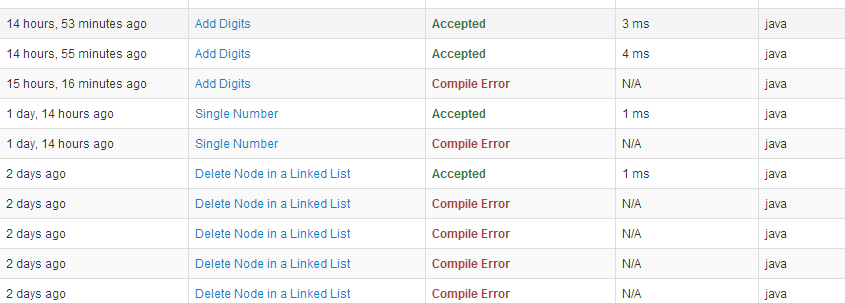 14 hours, 53 minutes ago Add Digits Accepted 3 ms java
14 hours, 55 minutes ago Add Digits Accepted 4 ms java
15 hours, 16 minutes ago Add Digits Compile Error N/A java
1 day, 14 hours ago Single Number Accepted 1 ms java
1 day, 14 hours ago Single Number Compile Error N/A java
2 days ago Delete Node in a Linked List Accepted 1 ms java
2 days ago Delete Node in a Linked List Compile Error N/A java
2 days ago Delete Node in a Linked List Compile Error N/A java
2 days ago Delete Node in a Linked List Compile Error N/A java
2 days ago Delete Node in a Linked List Compile Error N/A java